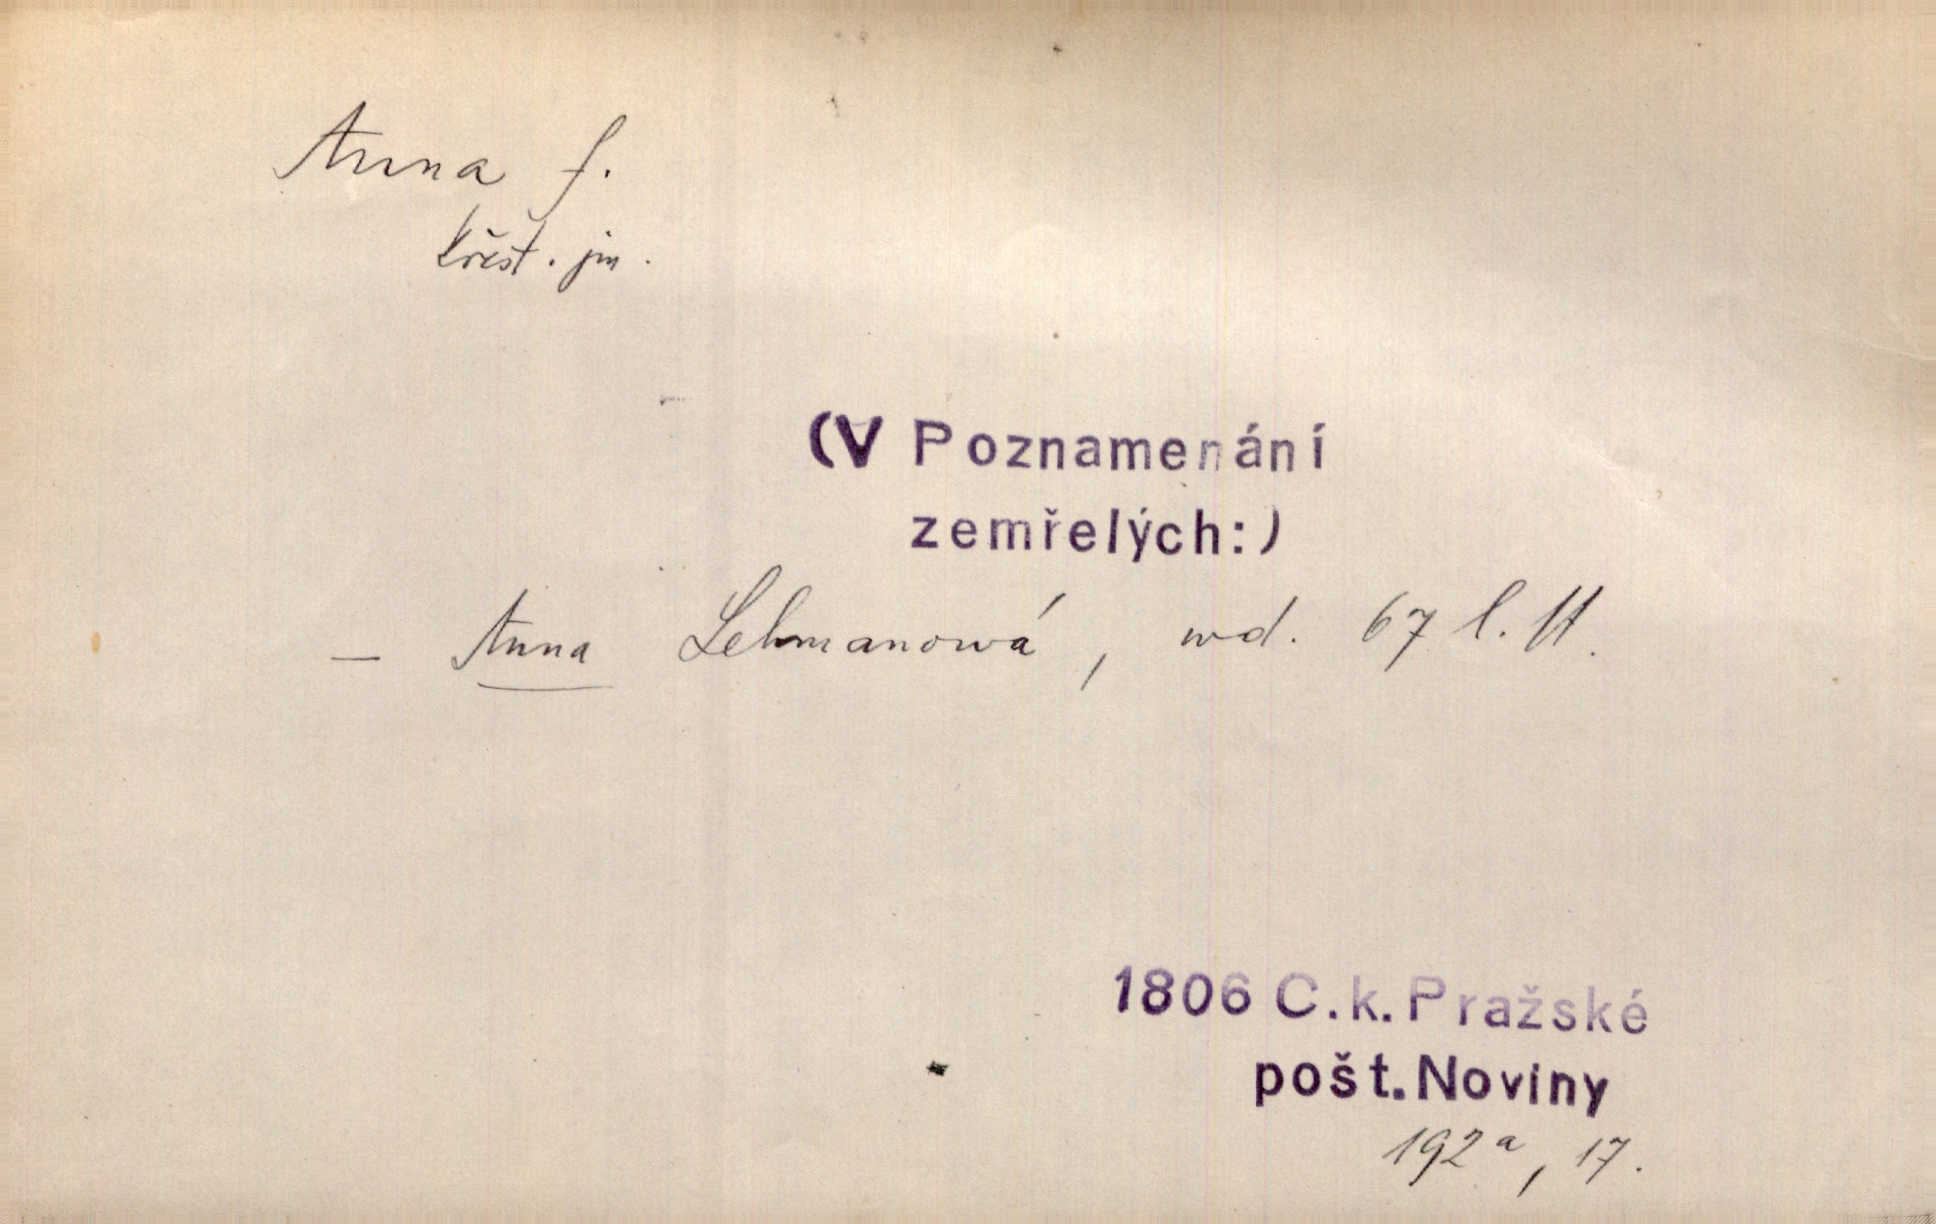 Anna f.
křest. jm.
(V Poznamenání
zemřelých:)
— Anna Lehmanowá, wd. 67 l. st.
1806 C.k. Pražské
pošt. Noviny
192ª, 17.